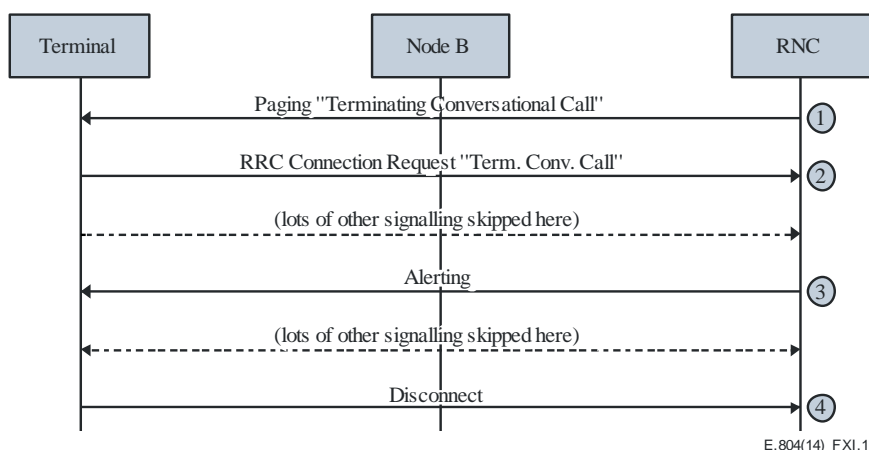 Terminal Node B RNC
Paging "Terminating Conversational Call" 1
RRC Connection Request "Term. Conv. Call" 2
(lots of other signalling skipped here)
Alerting 3
(lots of other signalling skipped here)
Disconnect 4
E.804(14)_FXI.1